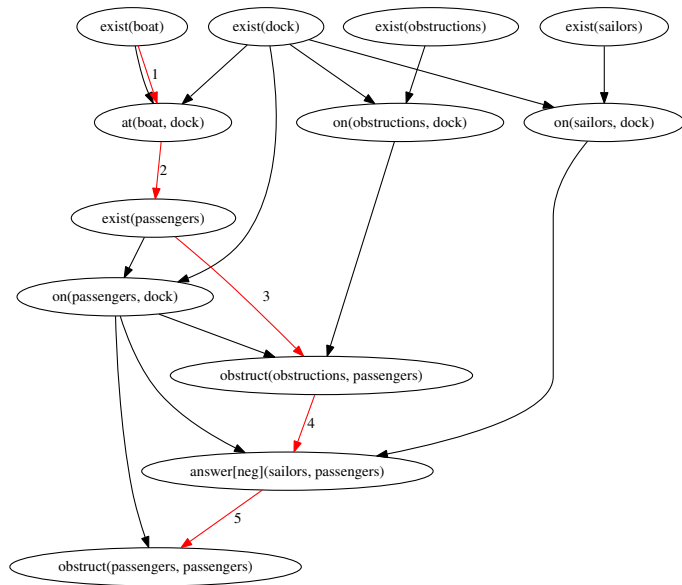 exist(boat)
exist(dock)
exist(obstructions)
exist(sailors)
1
at(boat, dock)
on(obstructions, dock)
on(sailors, dock)
2
exist(passengers)
3
on(passengers, dock)
obstruct(obstructions, passengers)
4
answer[neg](sailors, passengers)
5
obstruct(passengers, passengers)